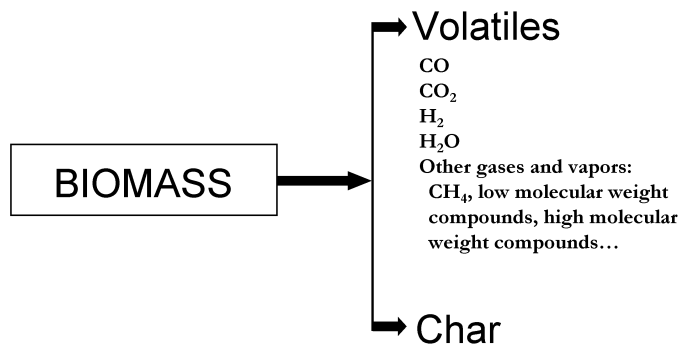 BIOMASS
Volatiles
CO
CO₂
H₂
H₂O
Other gases and vapors:
CH₄, low molecular weight
compounds, high molecular
weight compounds…
Char